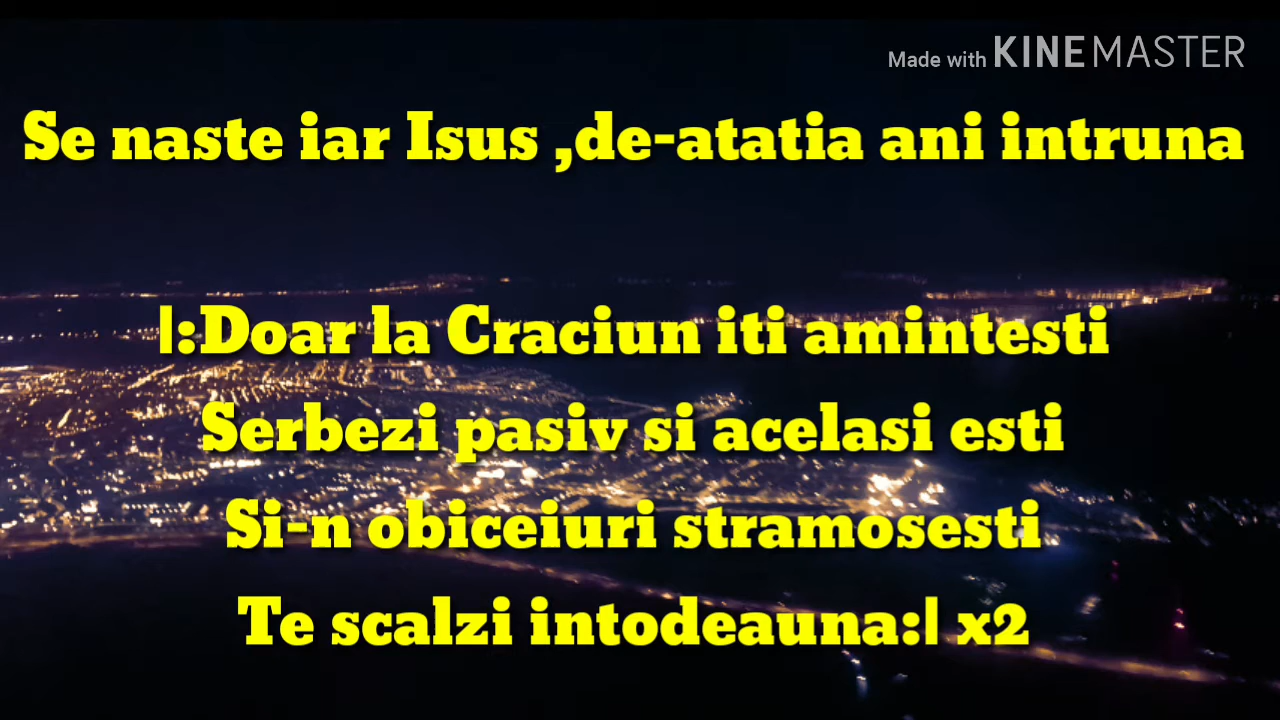 Made with KINEMASTER
Se naste iar Isus ,de-atatia ani intruna
|:Doar la Craciun iti amintesti
Serbezi pasiv si acelasi esti
Si-n obiceiuri stramosesti
Te scalzi intodeauna:| x2